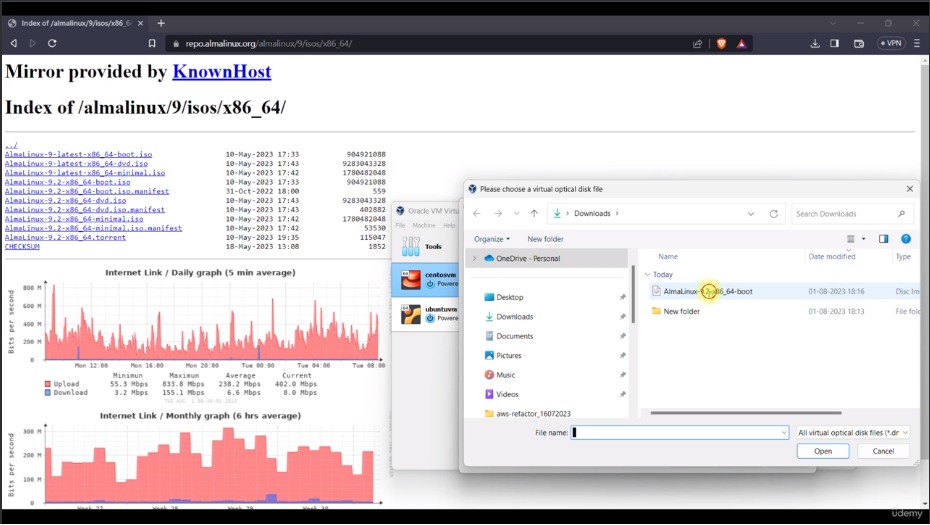 Index of /almalinux/9/isos/x86_64/
repo.almalinux.org/almalinux/9/isos/x86_64/
VPN
Mirror provided by KnownHost
Index of /almalinux/9/isos/x86_64/
../
AlmaLinux-9-latest-x86_64-boot.iso 10-May-2023 17:33 904921088
AlmaLinux-9-latest-x86_64-dvd.iso 10-May-2023 17:43 9283043328
AlmaLinux-9-latest-x86_64-minimal.iso 10-May-2023 17:42 1780482048
AlmaLinux-9.2-x86_64-boot.iso 10-May-2023 17:33 904921088
AlmaLinux-9.2-x86_64-boot.iso.manifest 31-Oct-2022 18:00 559
AlmaLinux-9.2-x86_64-dvd.iso 10-May-2023 17:43 9283043328
AlmaLinux-9.2-x86_64-dvd.iso.manifest 10-May-2023 17:43 402882
AlmaLinux-9.2-x86_64-minimal.iso 10-May-2023 17:42 1780482048
AlmaLinux-9.2-x86_64-minimal.iso.manifest 10-May-2023 17:42 53530
AlmaLinux-9.2-x86_64.torrent 10-May-2023 19:35 115047
CHECKSUM 18-May-2023 13:00 1852
Internet Link / Daily graph (5 min average)
Bits per second
800 M
600 M
400 M
200 M
0
Mon 12:00 Mon 16:00 Mon 20:00 Tue 00:00 Tue 04:00 Tue 08:00
Minimum Maximum Average Current
Upload 55.3 Mbps 833.8 Mbps 238.2 Mbps 402.0 Mbps
Download 3.2 Mbps 155.1 Mbps 6.6 Mbps 8.0 Mbps
Internet Link / Monthly graph (6 hrs average)
Bits per second
300 M
200 M
100 M
0
Week 27 Week 28 Week 29 Week 30
Oracle VM Virtu
File Machine Help
Tools
centosvm
Powere
ubuntuvm
Powere
Please choose a virtual optical disk file
Downloads
Search Downloads
Organize New folder
OneDrive - Personal
Desktop
Downloads
Documents
Pictures
Music
Videos
aws-refactor_16072023
Name Date modified Type
Today
AlmaLinux-9.2-x86_64-boot 01-08-2023 18:16 Disc Im
New folder 01-08-2023 18:13 File fold
File name:
All virtual optical disk files (*.dr
Open Cancel
udemy